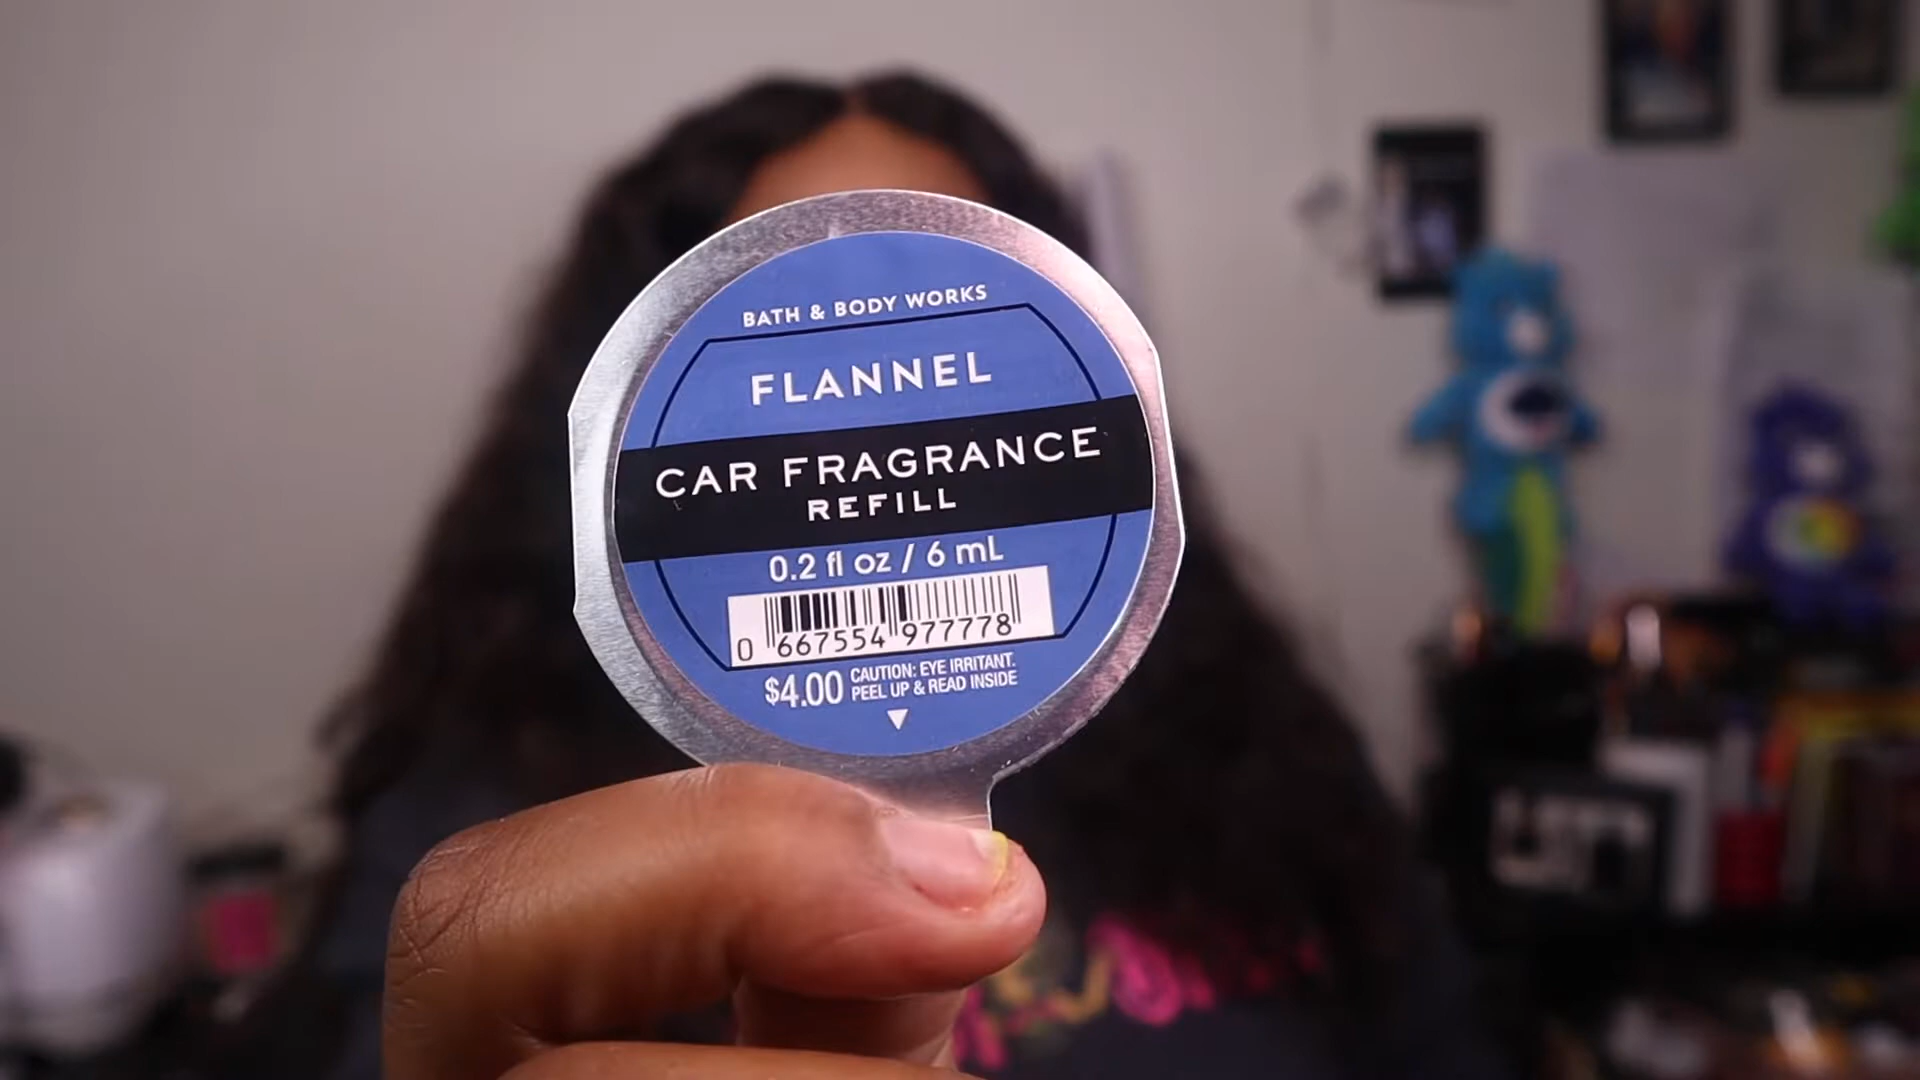 BATH & BODY WORKS
FLANNEL
CAR FRAGRANCE
REFILL
0.2 fl oz / 6 mL
0 667554 977778
$4.00 CAUTION: EYE IRRITANT.
PEEL UP & READ INSIDE